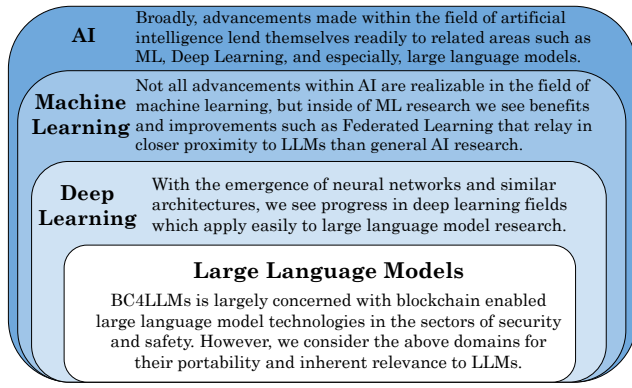 AI
Broadly, advancements made within the field of artificial
intelligence lend themselves readily to related areas such as
ML, Deep Learning, and especially, large language models.
Machine
Learning
Not all advancements within AI are realizable in the field of
machine learning, but inside of ML research we see benefits
and improvements such as Federated Learning that relay in
closer proximity to LLMs than general AI research.
Deep
Learning
With the emergence of neural networks and similar
architectures, we see progress in deep learning fields
which apply easily to large language model research.
Large Language Models
BC4LLMs is largely concerned with blockchain enabled
large language model technologies in the sectors of security
and safety. However, we consider the above domains for
their portability and inherent relevance to LLMs.